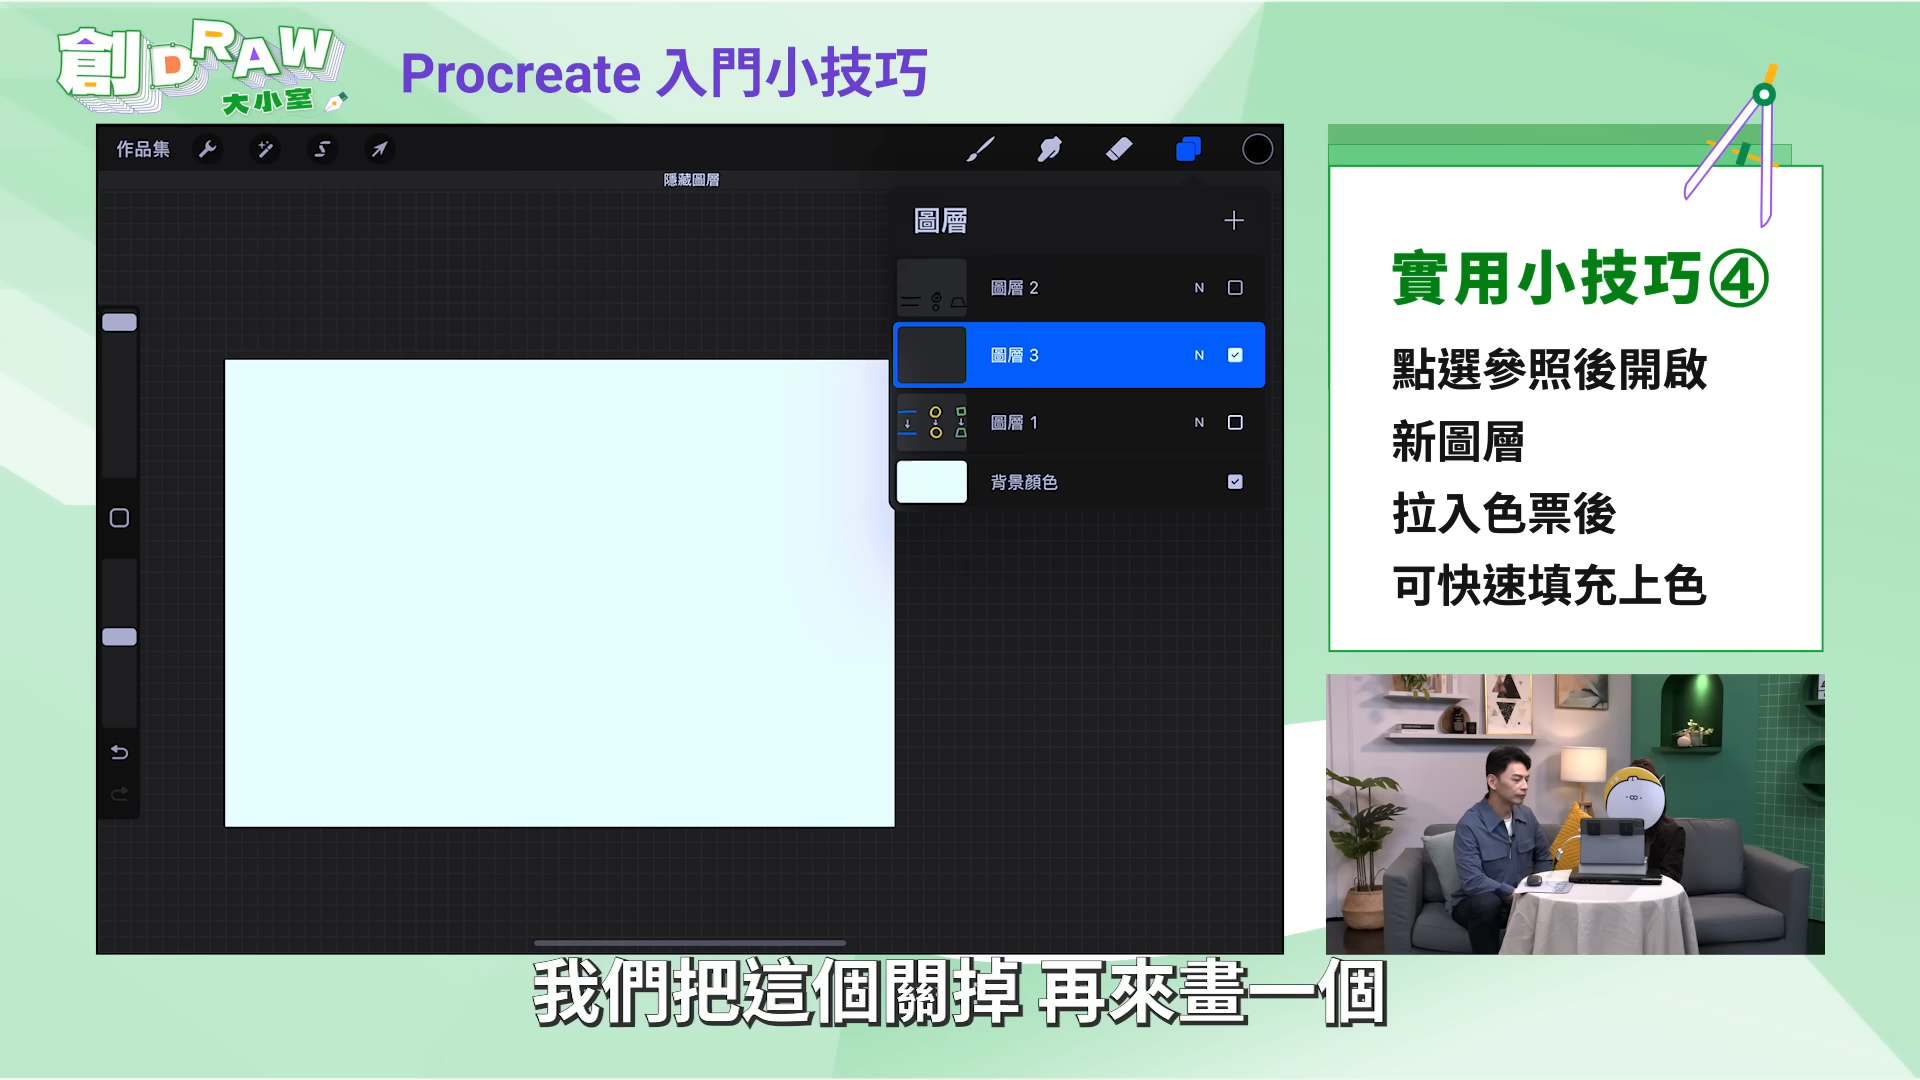 創DRAW
大小室
Procreate 入門小技巧
作品集
隱藏圖層
圖層
圖層 2
N
圖層 3
N
圖層 1
N
背景顏色
實用小技巧④
點選參照後開啟
新圖層
拉入色票後
可快速填充上色
我們把這個關掉 再來畫一個